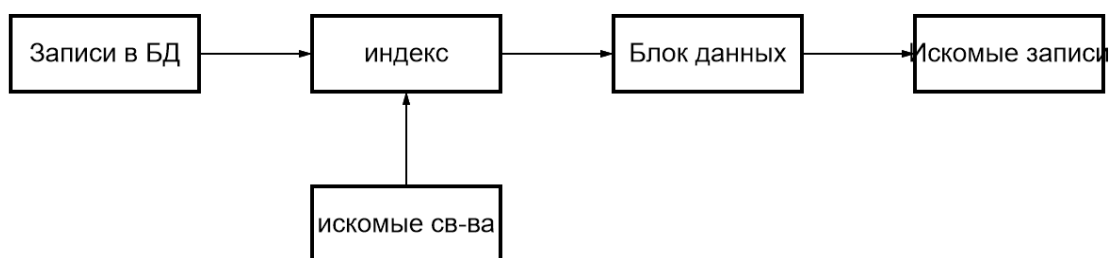 Записи в БД
индекс
Блок данных
Искомые записи
искомые св-ва